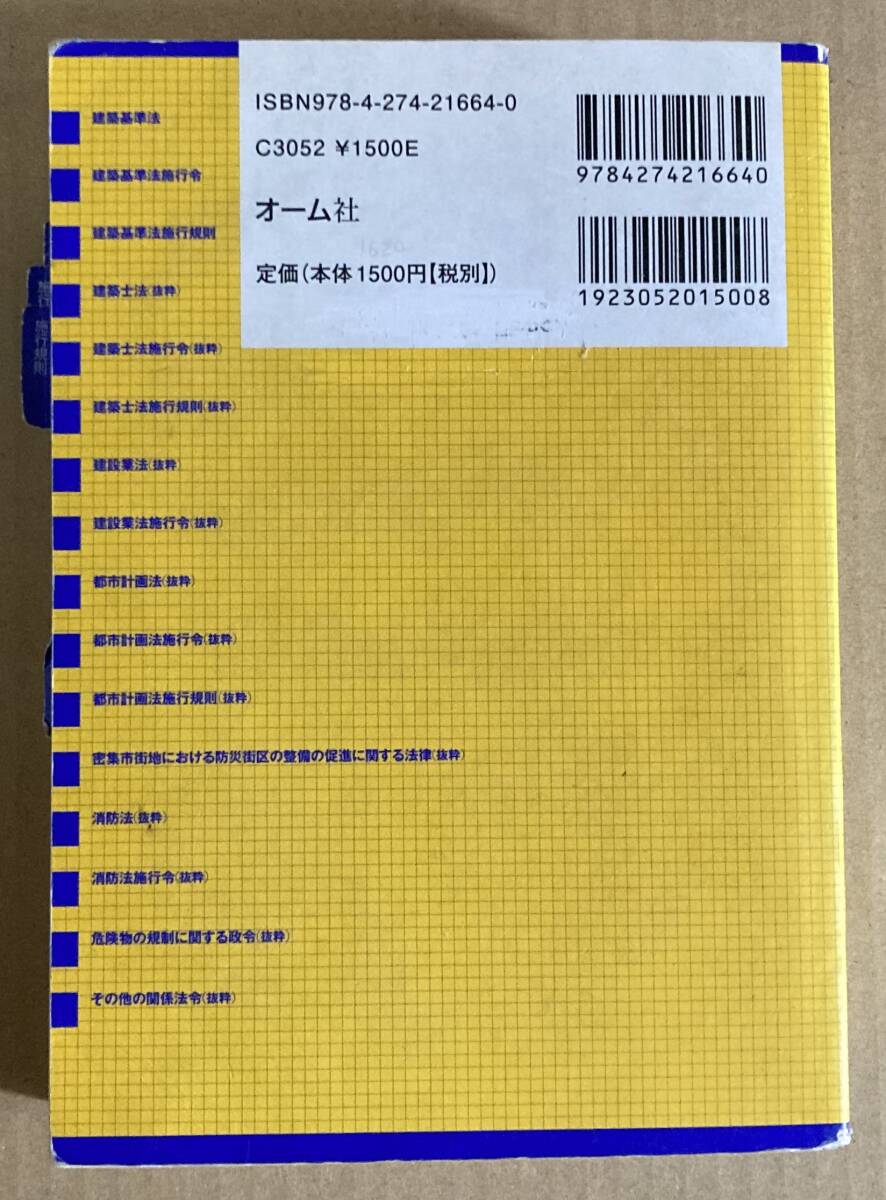 ISBN978-4-274-21664-0
C3052 ¥1500E
オーム社
定価(本体1500円【税別】)
9784274216640
1923052015008
建築基準法
建築基準法施行令
建築基準法施行規則
建築士法(抜粋)
建築士法施行令(抜粋)
建築士法施行規則(抜粋)
建設業法(抜粋)
建設業法施行令(抜粋)
都市計画法(抜粋)
都市計画法施行令(抜粋)
都市計画法施行規則(抜粋)
密集市街地における防災街区の整備の促進に関する法律(抜粋)
消防法(抜粋)
消防法施行令(抜粋)
危険物の規制に関する政令(抜粋)
その他の関係法令(抜粋)
施行規則